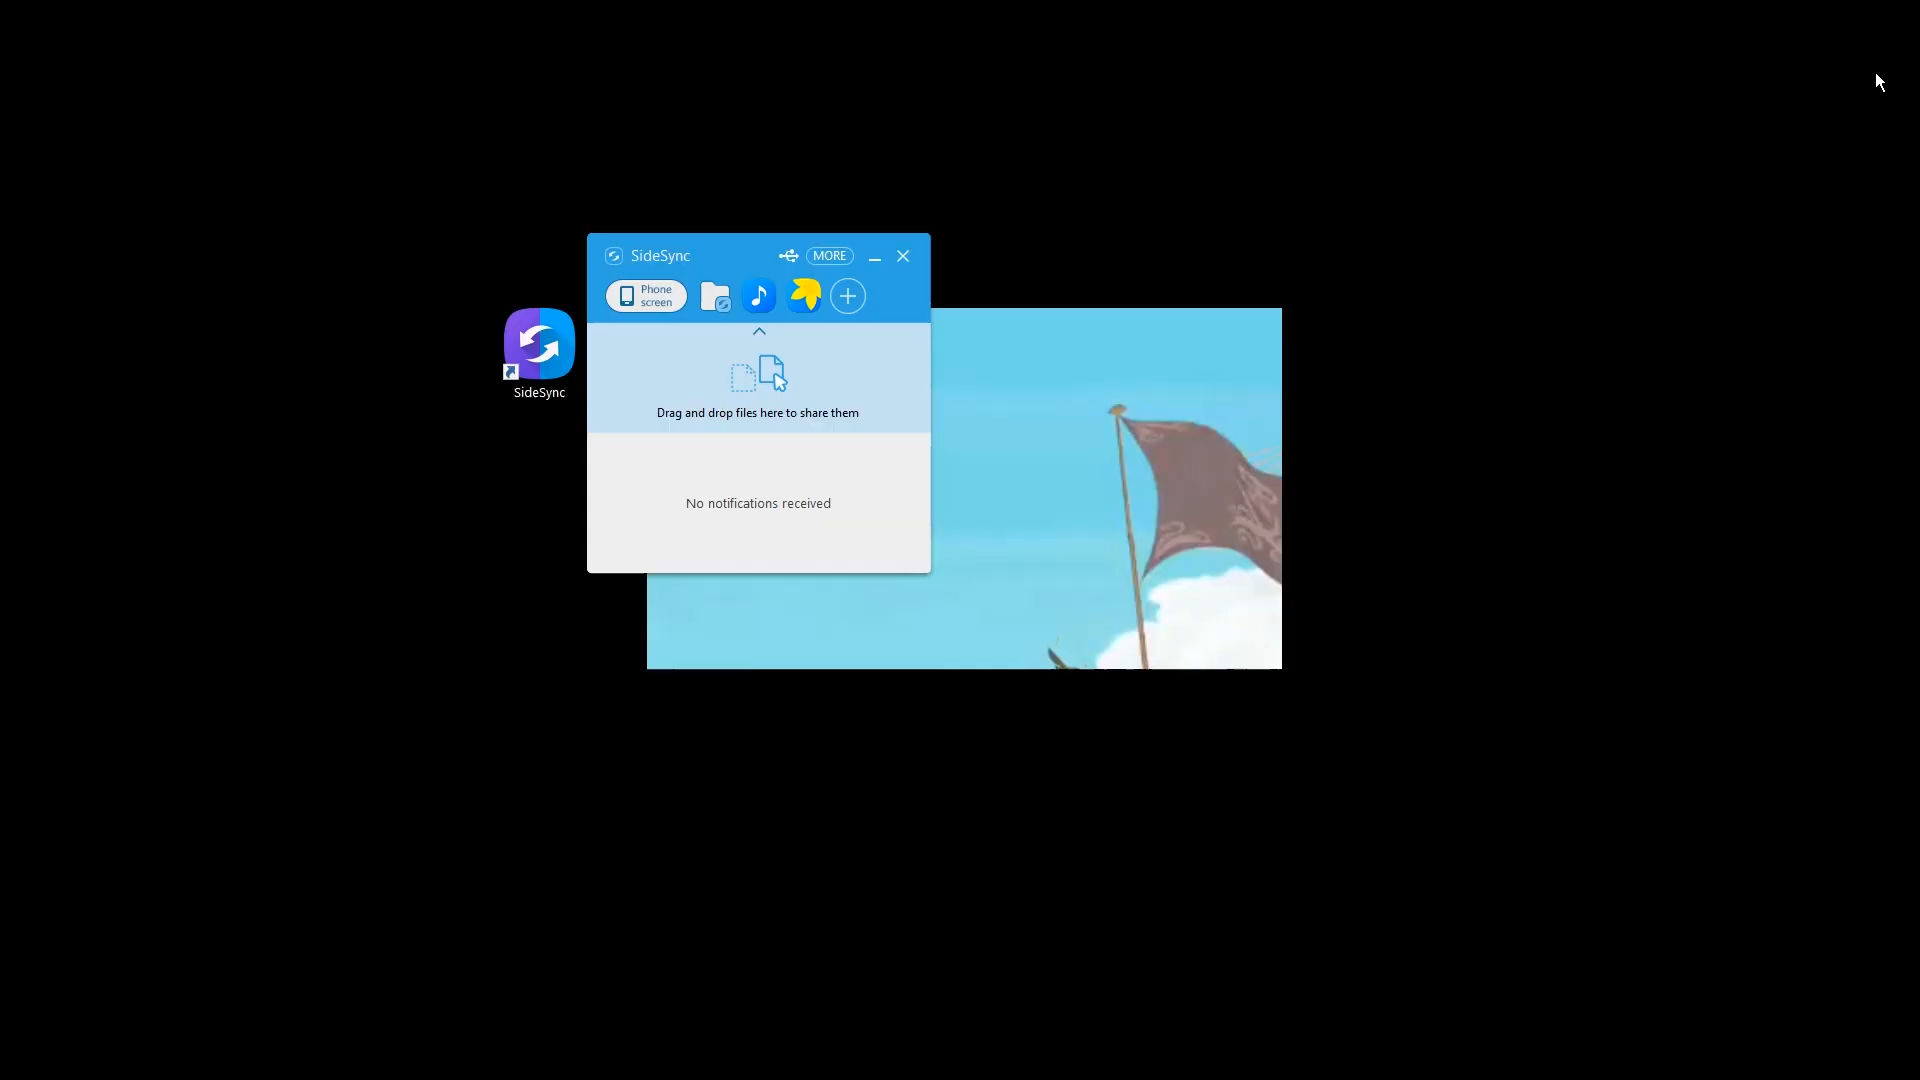 SideSync
MORE
Phone
screen
SideSync
Drag and drop files here to share them
No notifications received